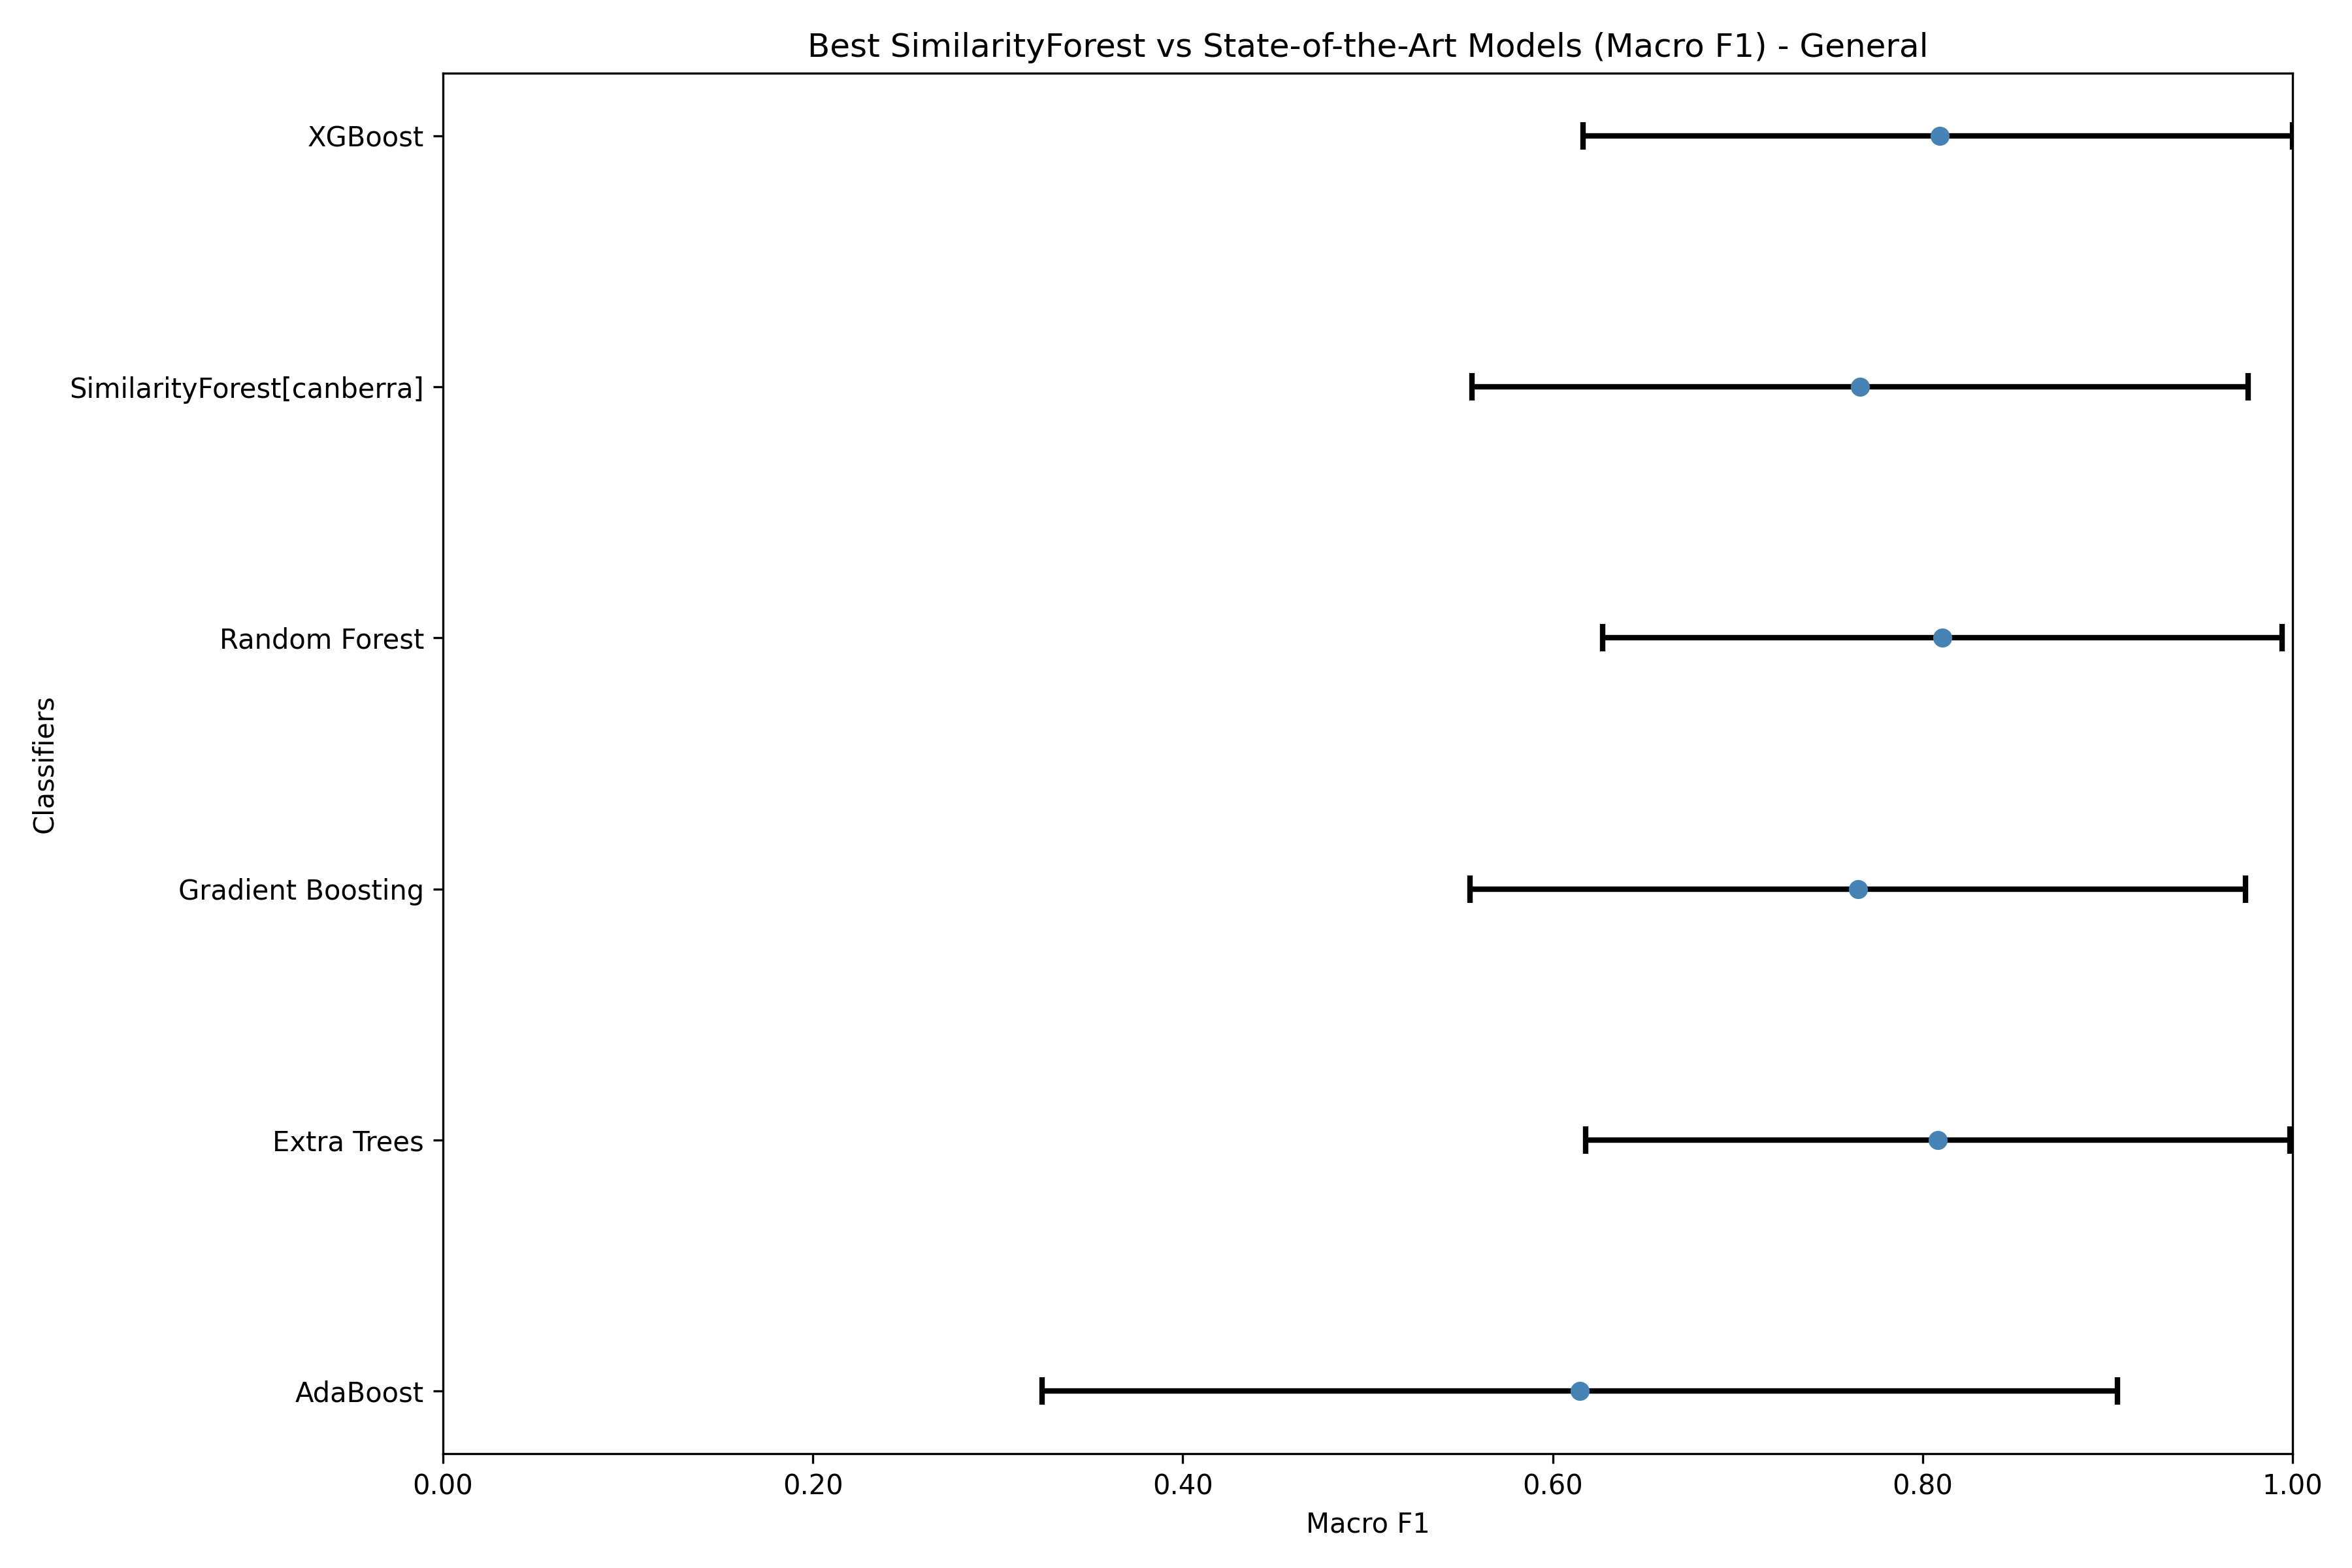 Best SimilarityForest vs State-of-the-Art Models (Macro F1) - General
XGBoost
SimilarityForest[canberra]
Random Forest
Gradient Boosting
Extra Trees
AdaBoost
Classifiers
0.00 0.20 0.40 0.60 0.80 1.00
Macro F1